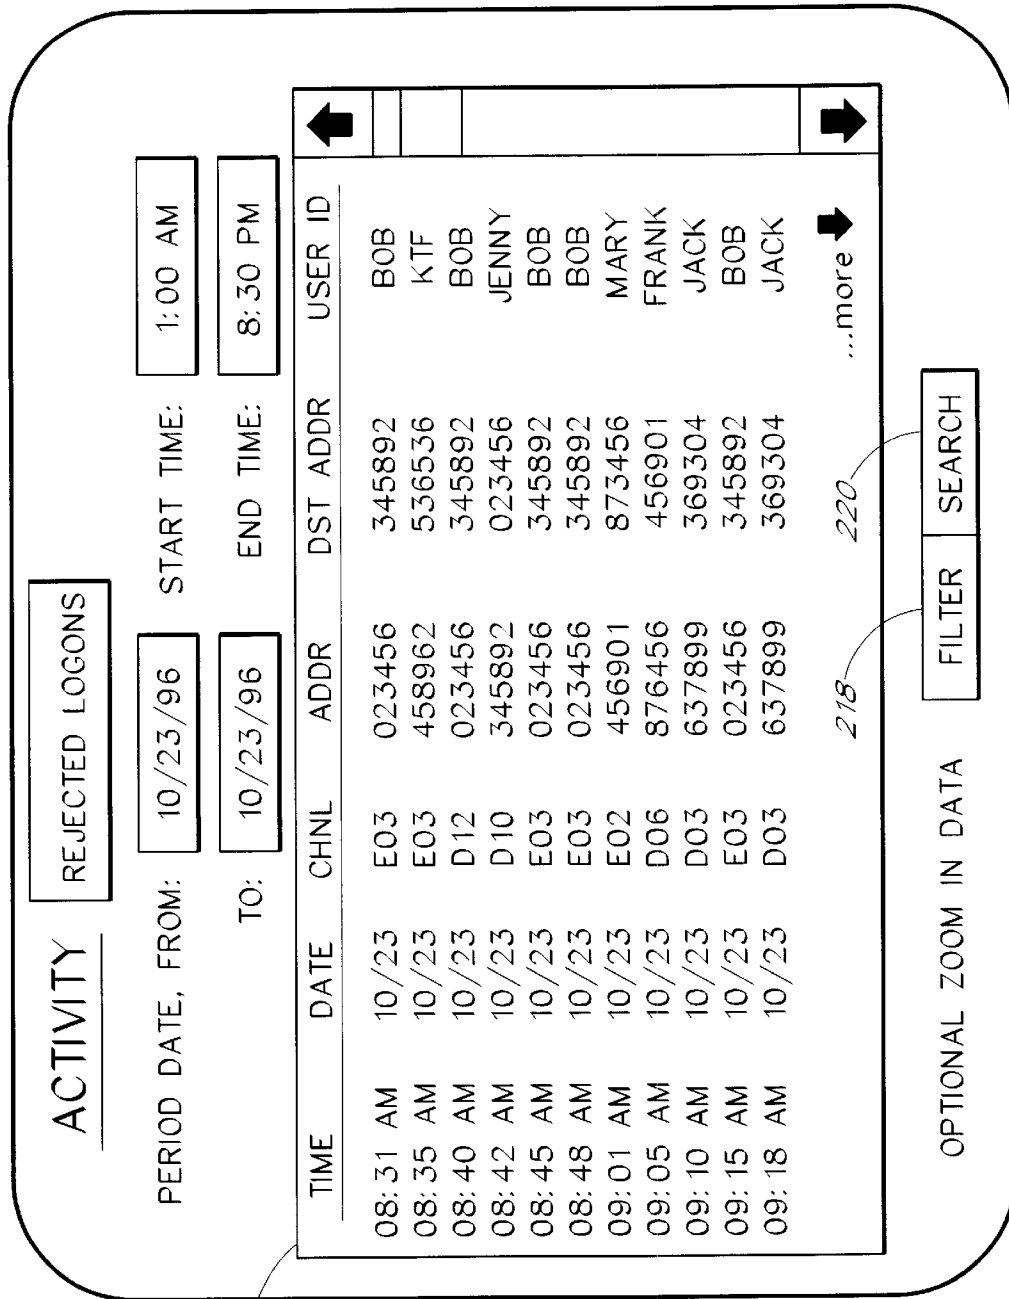 ACTIVITY REJECTED LOGONS
PERIOD DATE, FROM: 10/23/96 START TIME: 1:00 AM
TO: 10/23/96 END TIME: 8:30 PM
TIME DATE CHNL ADDR DST ADDR USER ID
08:31 AM 10/23 E03 023456 345892 BOB
08:35 AM 10/23 E03 458962 536536 KTF
08:40 AM 10/23 D12 023456 345892 BOB
08:42 AM 10/23 D10 345892 023456 JENNY
08:45 AM 10/23 E03 023456 345892 BOB
08:48 AM 10/23 E03 023456 345892 BOB
09:01 AM 10/23 E02 456901 873456 MARY
09:05 AM 10/23 D06 876456 456901 FRANK
09:10 AM 10/23 D03 637899 369304 JACK
09:15 AM 10/23 E03 023456 345892 BOB
09:18 AM 10/23 D03 637899 369304 JACK
...more
218 220
OPTIONAL ZOOM IN DATA FILTER SEARCH